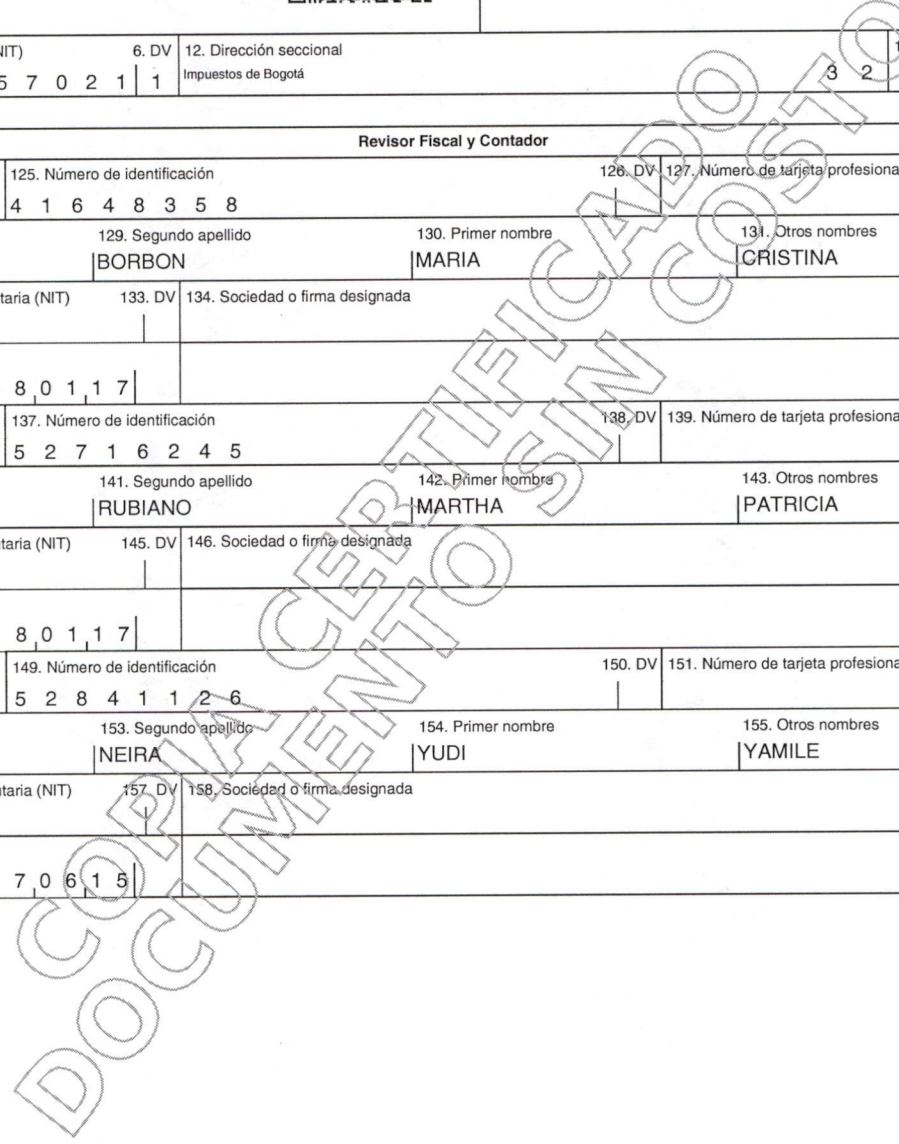 NIT) 6. DV 12. Dirección seccional
5 7 0 2 1 1 Impuestos de Bogotá 3 2
Revisor Fiscal y Contador
125. Número de identificación 126. DV 127. Número de tarjeta profesiona
4 1 6 4 8 3 5 8
129. Segundo apellido 130. Primer nombre 131. Otros nombres
BORBON MARIA CRISTINA
taria (NIT) 133. DV 134. Sociedad o firma designada
8 0 1 1 7
137. Número de identificación 138. DV 139. Número de tarjeta profesiona
5 2 7 1 6 2 4 5
141. Segundo apellido 142. Primer nombre 143. Otros nombres
RUBIANO MARTHA PATRICIA
taria (NIT) 145. DV 146. Sociedad o firma designada
8 0 1 1 7
149. Número de identificación 150. DV 151. Número de tarjeta profesiona
5 2 8 4 1 1 2 6
153. Segundo apellido 154. Primer nombre 155. Otros nombres
NEIRA YUDI YAMILE
taria (NIT) 157. DV 158. Sociedad o firma designada
7 0 6 1 5
COPIA CERTIFICADO
DOCUMENTO SIN COSTO